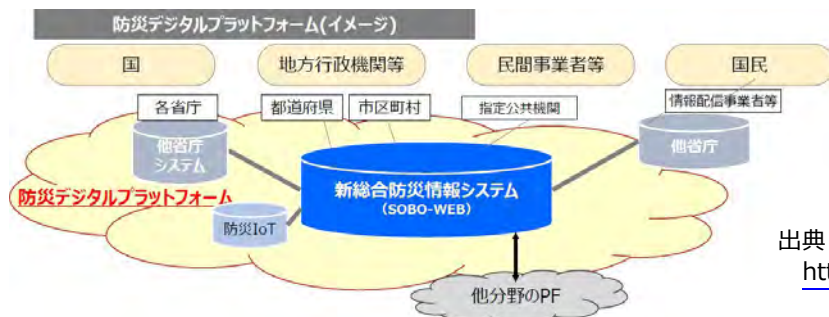 防災デジタルプラットフォーム(イメージ)
国
地方行政機関等
民間事業者等
国民
各省庁
都道府県
市区町村
指定公共機関
情報配信事業者等
他省庁
システム
他省庁
防災デジタルプラットフォーム
新総合防災情報システム
(SOBO-WEB)
防災IoT
他分野のPF
出典
htt